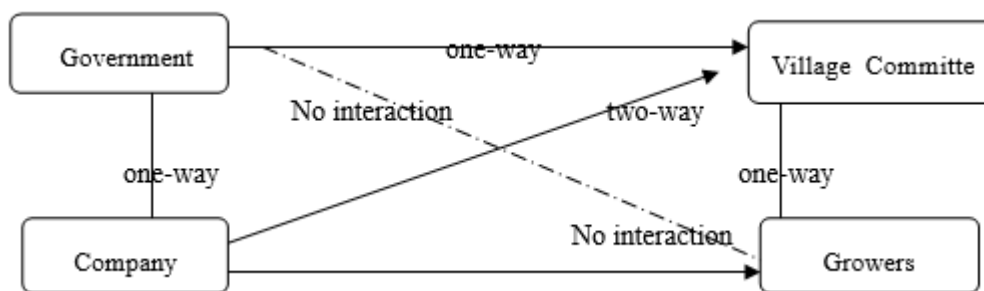 Government
one-way
Village Committe
No interaction
two-way
one-way
one-way
No interaction
Company
Growers